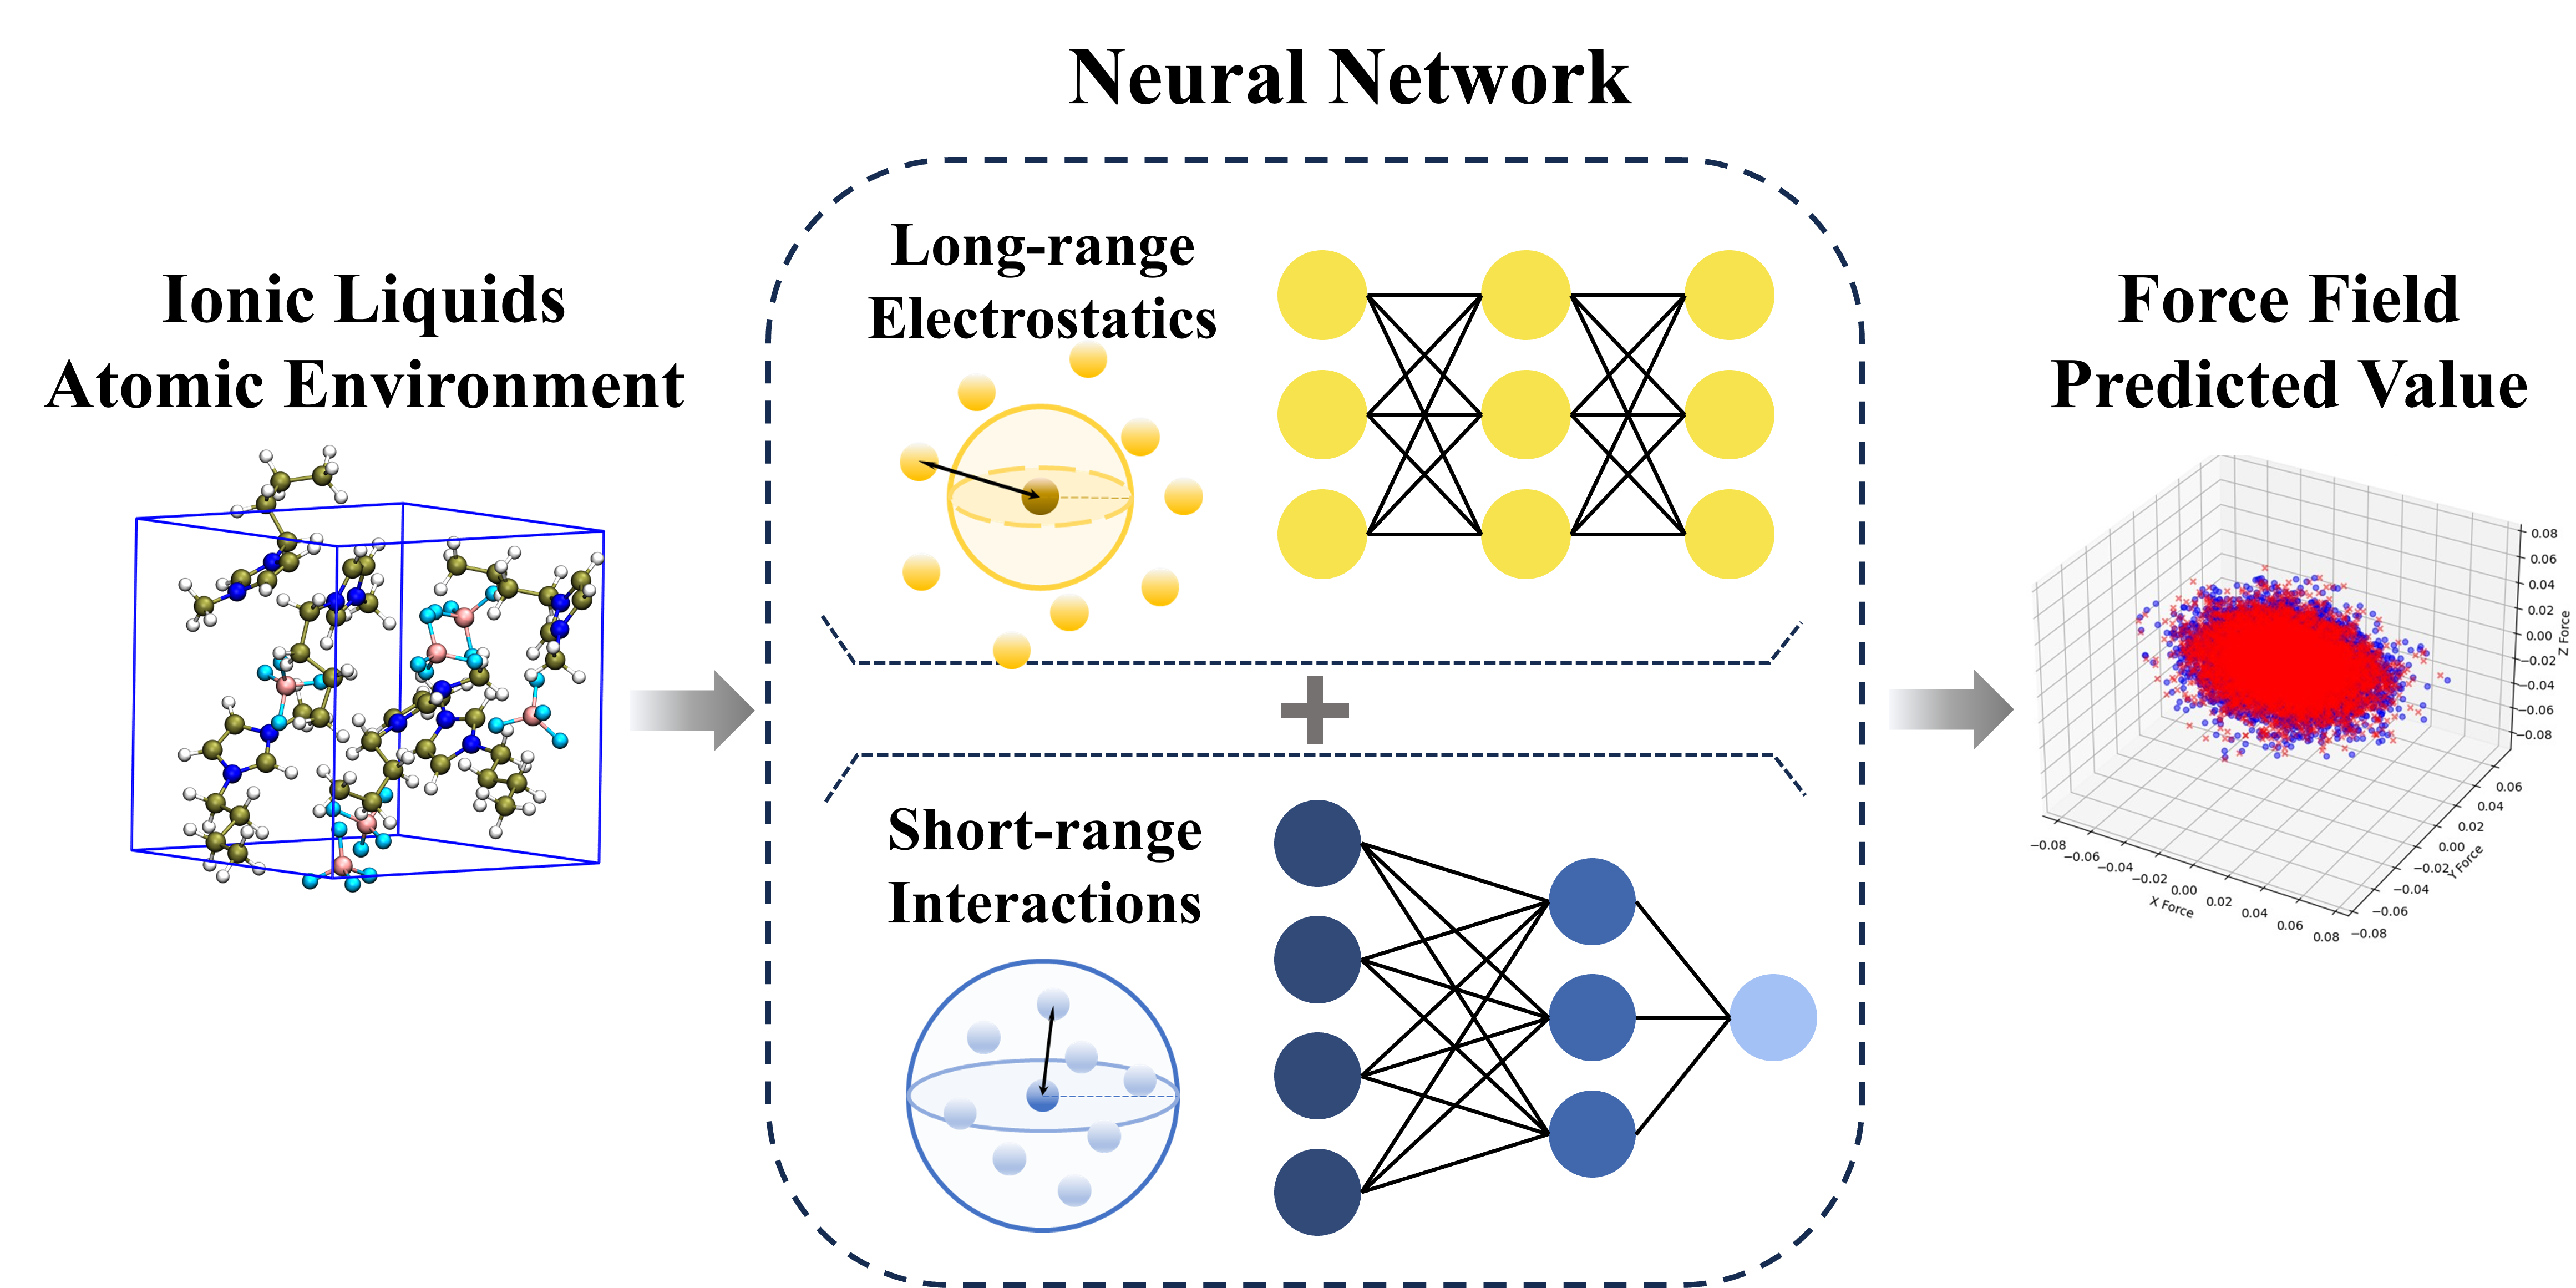 Neural Network
Ionic Liquids
Atomic Environment
Long-range
Electrostatics
+
Short-range
Interactions
Force Field
Predicted Value
0.08
0.06
0.04
0.02
0.00
−0.02
−0.04
−0.06
−0.08
Z Force
0.06
0.04
0.02
0.00
−0.02
−0.04
−0.06
−0.08
Y Force
−0.08
−0.06
−0.04
−0.02
0.00
0.02
0.04
0.06
0.08
X Force